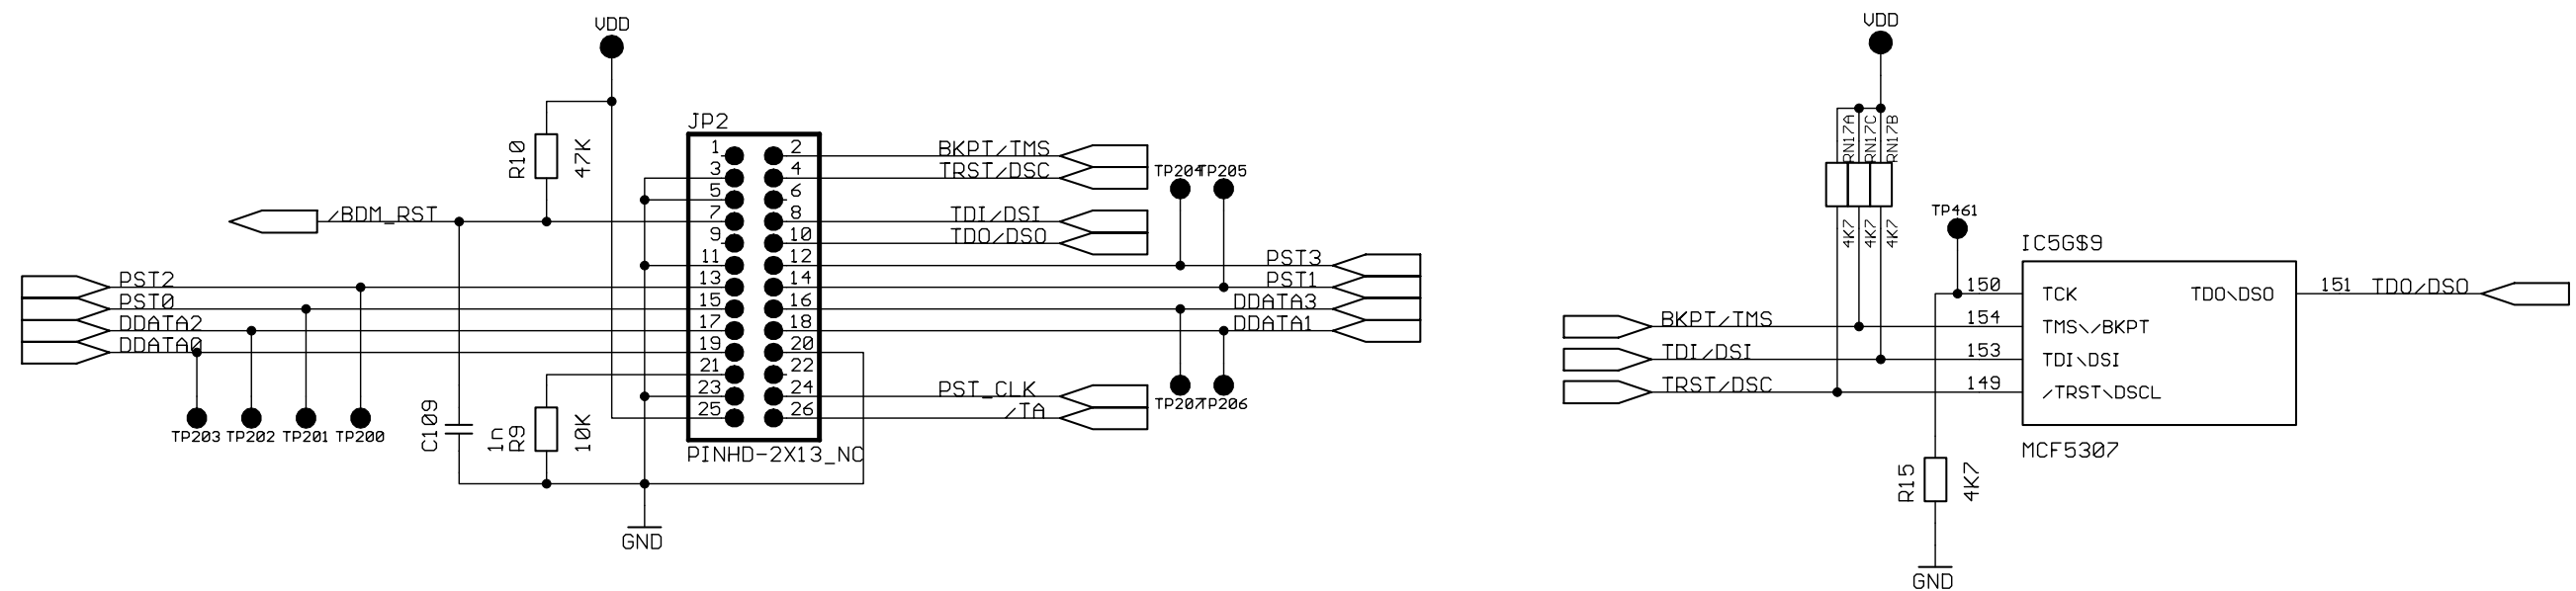 VDD
R10
47K
JP2
1 2
3 4
5 6
7 8
9 10
11 12
13 14
15 16
17 18
19 20
21 22
23 24
25 26
PINHD-2X13_NC
/BDM_RST
PST2
PST0
DDATA2
DDATA0
TP203 TP202 TP201 TP200
C109
1n
R9
10K
GND
BKPT/TMS
TRST/DSC
TDI/DSI
TDO/DSO
TP204 TP205
PST3
PST1
DDATA3
DDATA1
PST_CLK
/TA
TP207 TP206
VDD
RN17A
RN17C
RN17B
4K7
4K7
4K7
TP461
IC5G$9
150 TCK
TDO\DSO 151 TDO/DSO
BKPT/TMS 154 TMS\/BKPT
TDI/DSI 153 TDI\DSI
TRST/DSC 149 /TRST\DSCL
MCF5307
R15
4K7
GND